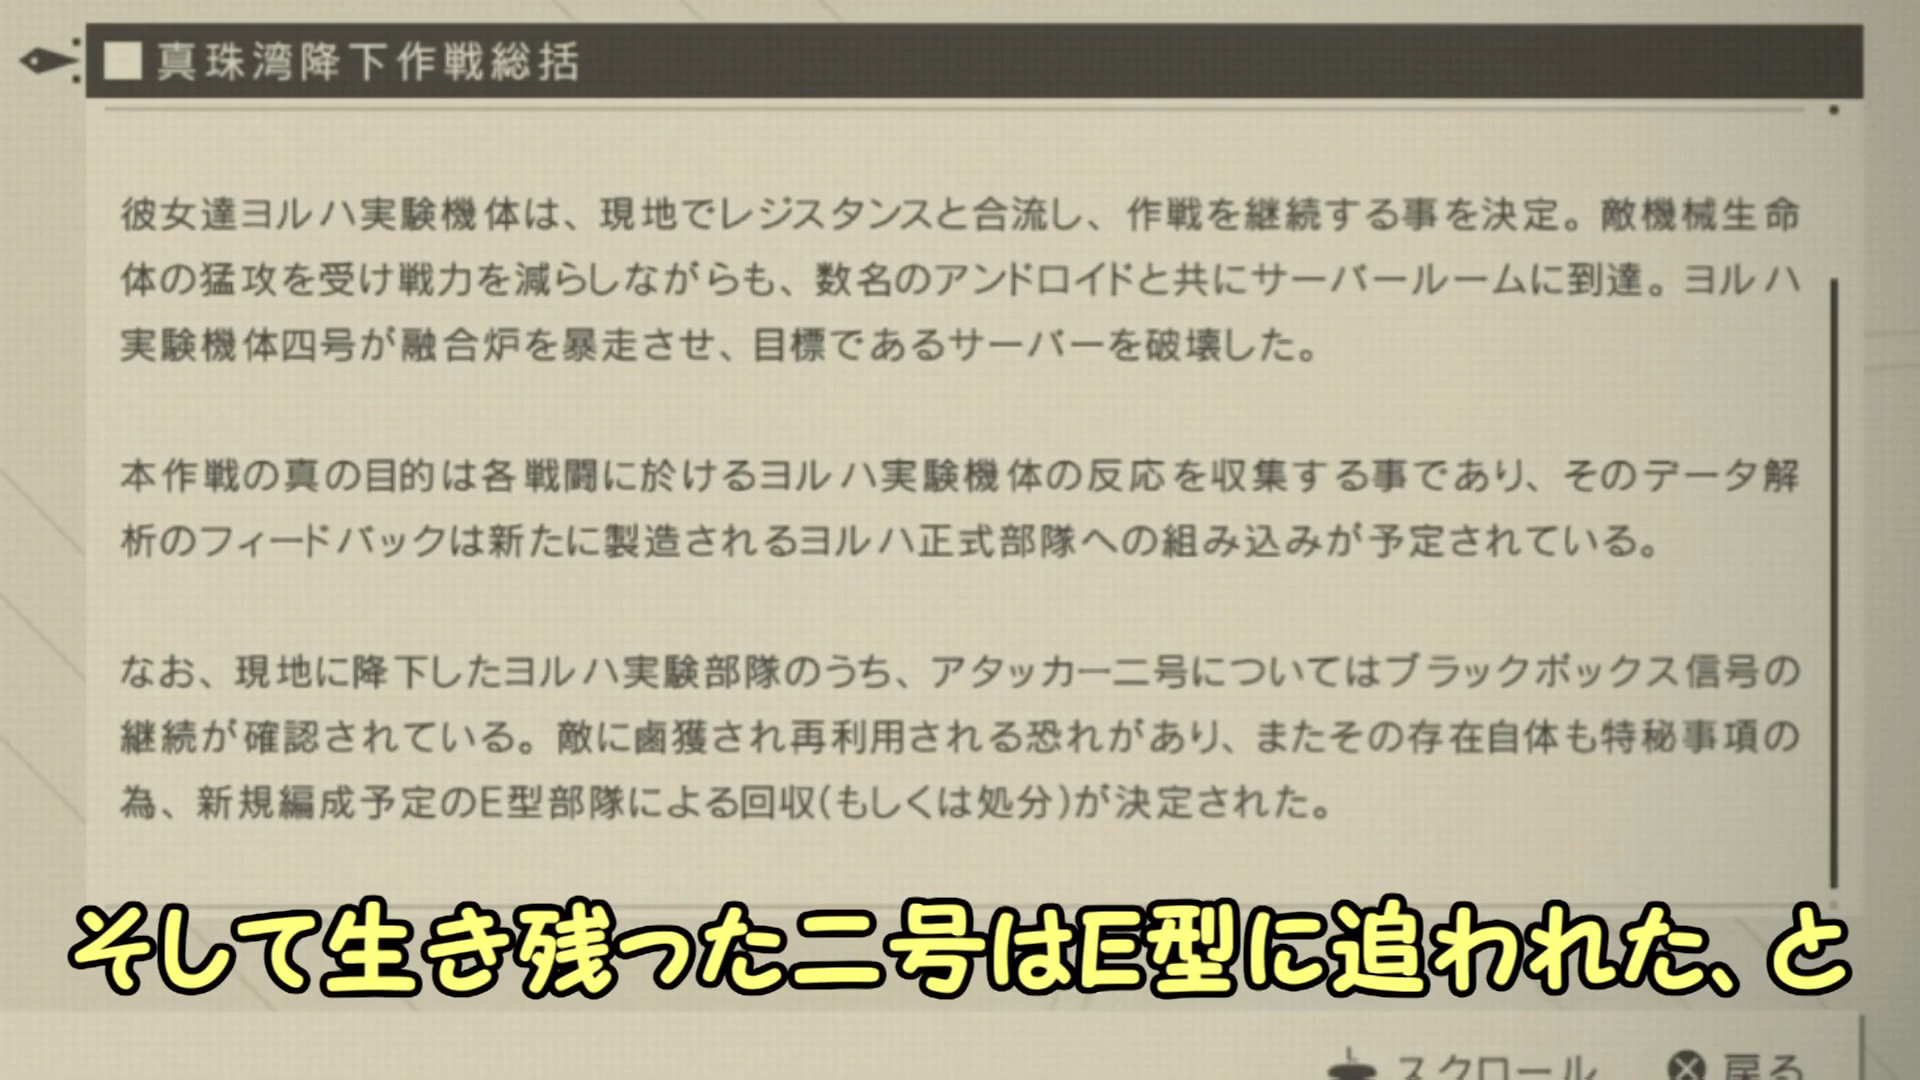 真珠湾降下作戦総括
彼女達ヨルハ実験機体は、現地でレジスタンスと合流し、作戦を継続する事を決定。敵機械生命
体の猛攻を受け戦力を減らしながらも、数名のアンドロイドと共にサーバールームに到達。ヨルハ
実験機体四号が融合炉を暴走させ、目標であるサーバーを破壊した。
本作戦の真の目的は各戦闘に於けるヨルハ実験機体の反応を収集する事であり、そのデータ解
析のフィードバックは新たに製造されるヨルハ正式部隊への組み込みが予定されている。
なお、現地に降下したヨルハ実験部隊のうち、アタッカー二号についてはブラックボックス信号の
継続が確認されている。敵に鹵獲され再利用される恐れがあり、またその存在自体も特秘事項の
為、新規編成予定のE型部隊による回収(もしくは処分)が決定された。
そして生き残った二号はE型に追われた、と
スクロール 戻る